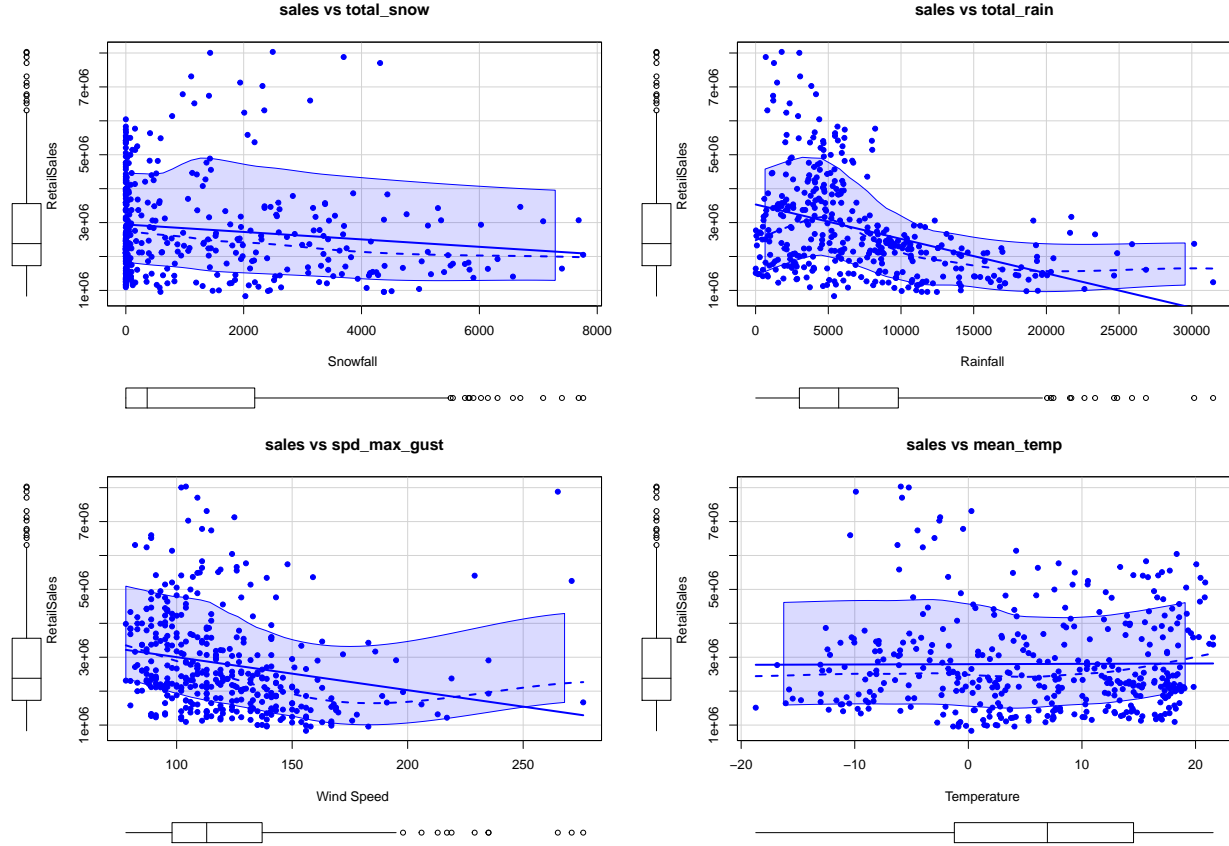 sales vs total_snow
RetailSales
1e+06 3e+06 5e+06 7e+06
0 2000 4000 6000 8000
Snowfall
sales vs total_rain
RetailSales
1e+06 3e+06 5e+06 7e+06
0 5000 10000 15000 20000 25000 30000
Rainfall
sales vs spd_max_gust
RetailSales
1e+06 3e+06 5e+06 7e+06
100 150 200 250
Wind Speed
sales vs mean_temp
RetailSales
1e+06 3e+06 5e+06 7e+06
−20 −10 0 10 20
Temperature